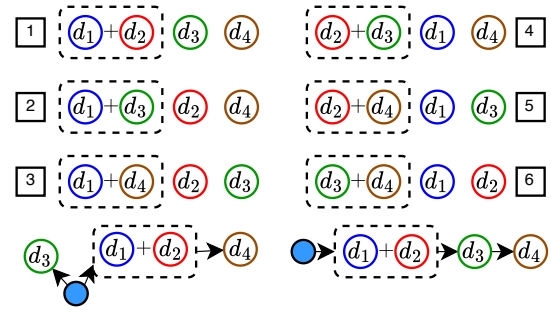 1 d₁ + d₂ d₃ d₄ d₂ + d₃ d₁ d₄ 4
2 d₁ + d₃ d₂ d₄ d₂ + d₄ d₁ d₃ 5
3 d₁ + d₄ d₂ d₃ d₃ + d₄ d₁ d₂ 6
d₃ d₁ + d₂ d₄ d₁ + d₂ d₃ d₄